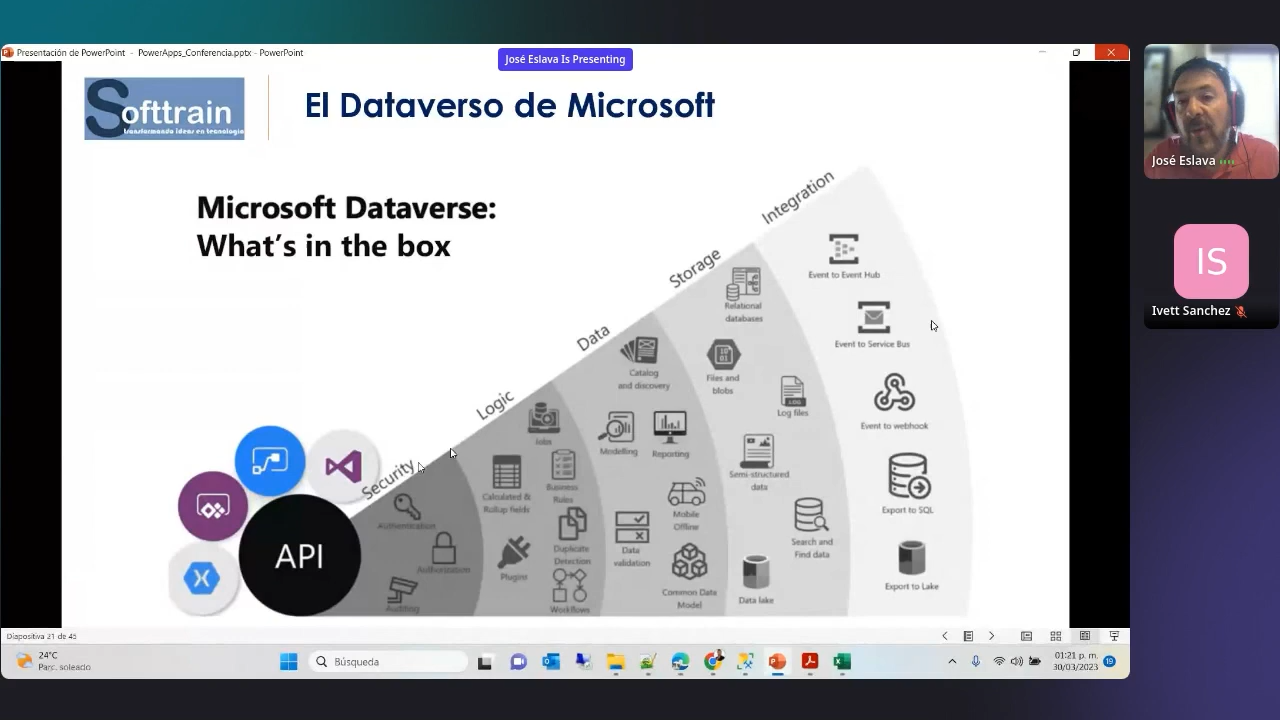 Presentación de PowerPoint - PowerApps_Conferencia.pptx - PowerPoint
José Eslava Is Presenting
Softtrain
transformando ideas en tecnología
El Dataverso de Microsoft
Microsoft Dataverse:
What's in the box
Security
Logic
Data
Storage
Integration
API
Authentication
Authorization
Auditing
Jobs
Calculated &
Rollup fields
Business
Rules
Duplicate
Detection
Plugins
Workflows
Catalog
and discovery
Modelling
Reporting
Mobile
Offline
Data
validation
Common Data
Model
Relational
databases
Files and
blobs
Log files
Semi-structured
data
Search and
Find data
Data lake
Event to Event Hub
Event to Service Bus
Event to webhook
Export to SQL
Export to Lake
José Eslava
IS
Ivett Sanchez
Diapositiva 21 de 45
24°C
Parc. soleado
Búsqueda
01:21 p. m.
30/03/2023
19